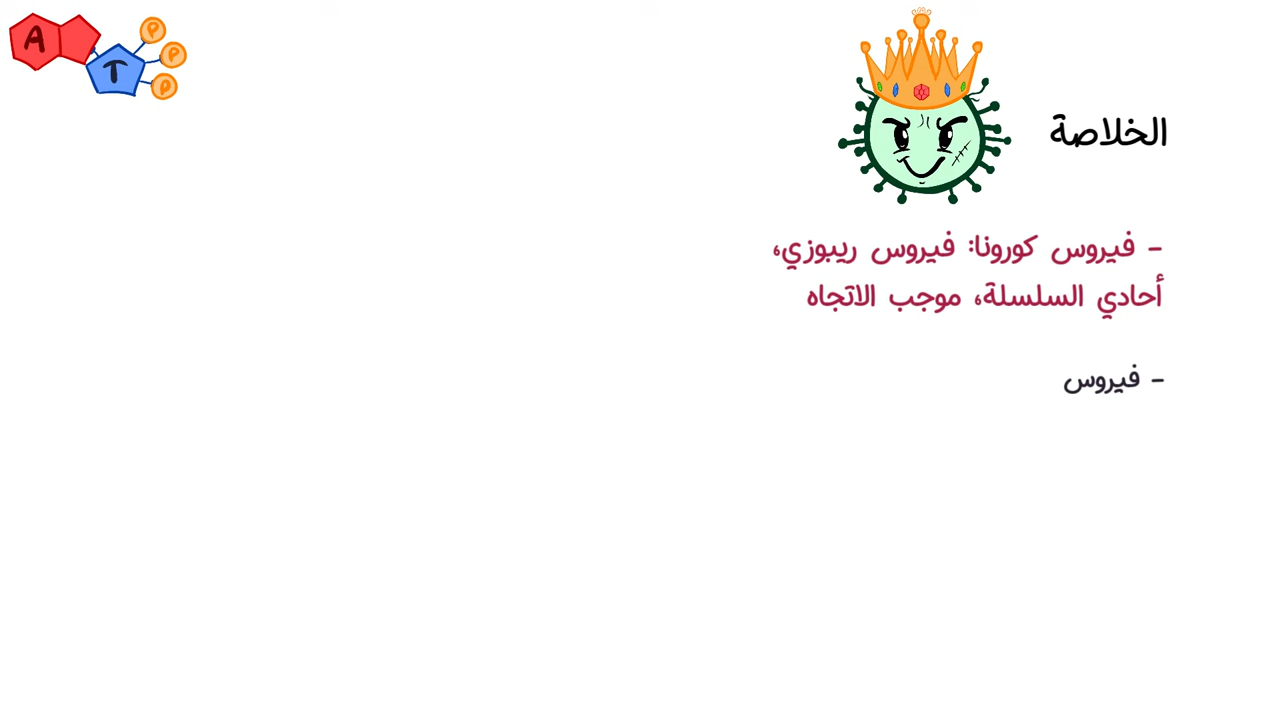 A
T
P
P
P
الخلاصة
- فيروس كورونا: فيروس ريبوزي،
أحادي السلسلة، موجب الاتجاه
- فيروس